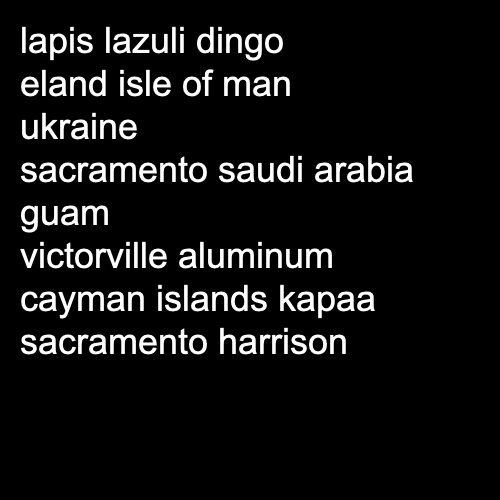 lapis lazuli dingo
eland isle of man
ukraine
sacramento saudi arabia
guam
victorville aluminum
cayman islands kapaa
sacramento harrison